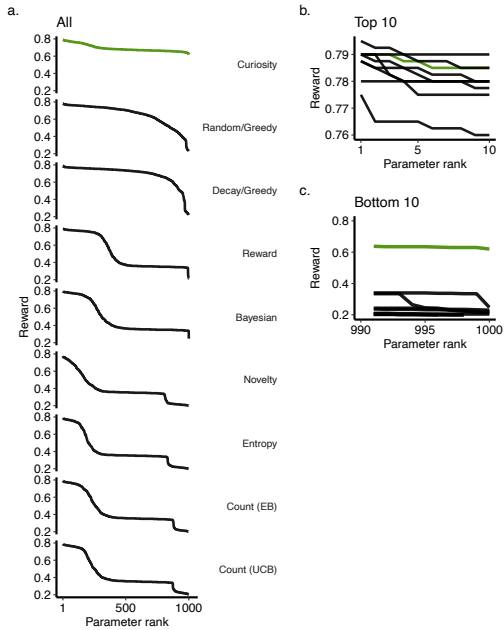 a.
All
0.8
0.6
0.4
0.2
Curiosity
0.8
0.6
0.4
0.2
Random/Greedy
0.8
0.6
0.4
0.2
Decay/Greedy
0.8
0.6
0.4
0.2
Reward
0.8
0.6
0.4
0.2
Bayesian
0.8
0.6
0.4
0.2
Novelty
0.8
0.6
0.4
0.2
Entropy
0.8
0.6
0.4
0.2
Count (EB)
0.8
0.6
0.4
0.2
Count (UCB)
Reward
1 500 1000
Parameter rank
b.
Top 10
0.79
0.78
0.77
0.76
Reward
1 5 10
Parameter rank
c.
Bottom 10
0.8
0.6
0.4
0.2
Reward
990 995 1000
Parameter rank